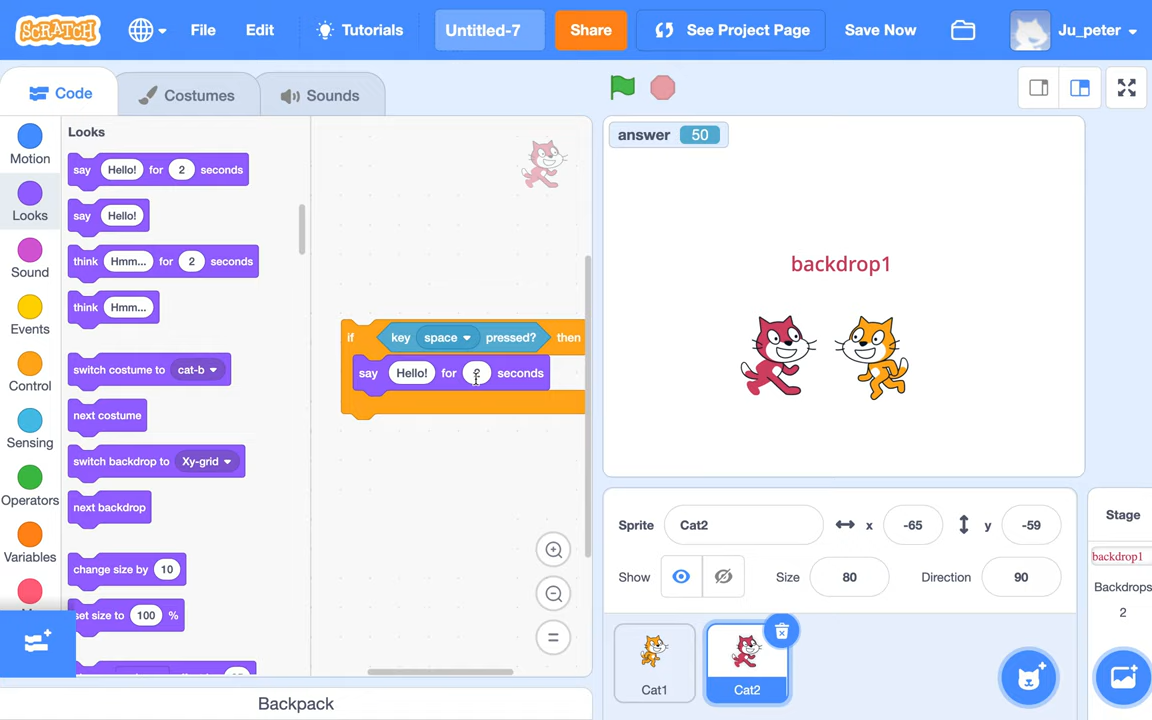 SCRATCH File Edit Tutorials Untitled-7 Share See Project Page Save Now Ju_peter
Code Costumes Sounds
Motion
Looks
Sound
Events
Control
Sensing
Operators
Variables
Looks
say Hello! for 2 seconds
say Hello!
think Hmm... for 2 seconds
think Hmm...
switch costume to cat-b
next costume
switch backdrop to Xy-grid
next backdrop
change size by 10
set size to 100 %
if key space pressed? then
say Hello! for 2 seconds
Backpack
answer 50
backdrop1
Sprite Cat2 x -65 y -59
Show Size 80 Direction 90
Cat1
Cat2
Stage
backdrop1
Backdrops
2